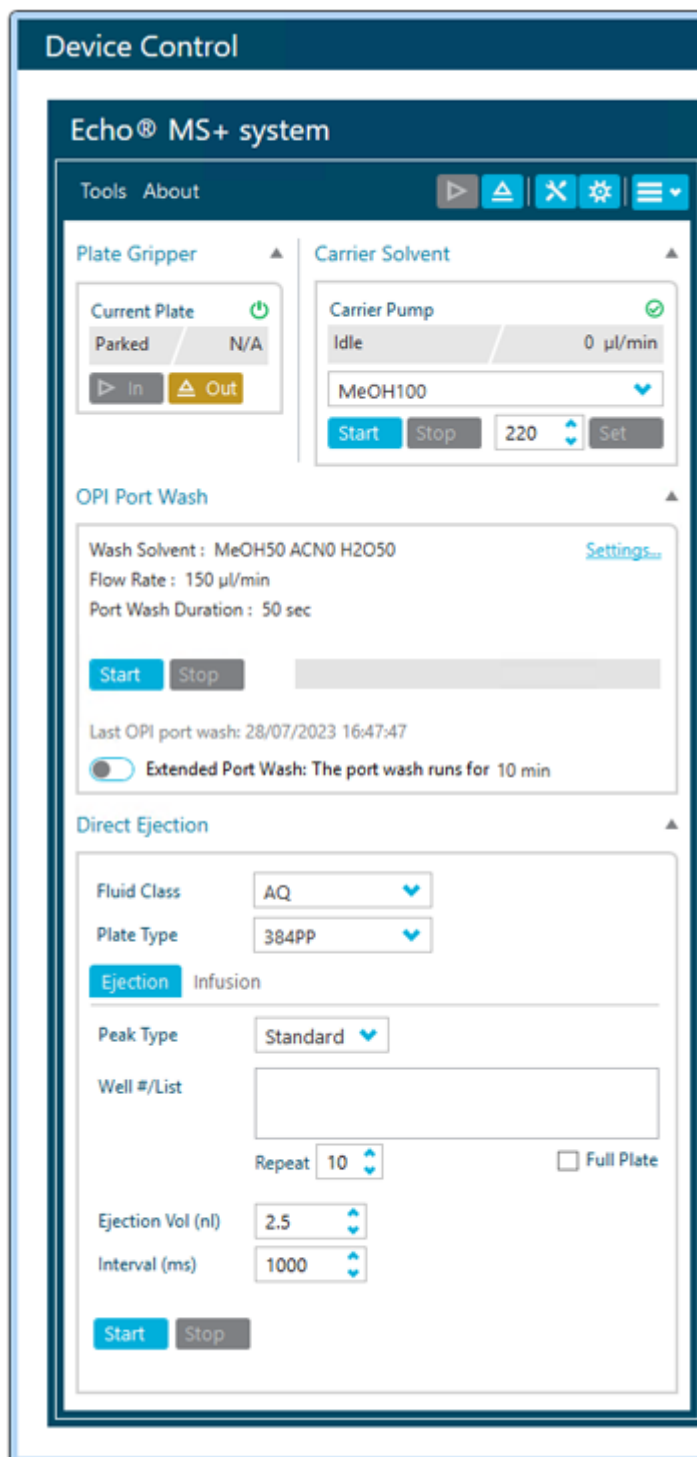 Device Control
Echo® MS+ system
Tools About
Plate Gripper
Current Plate
Parked N/A
In Out
Carrier Solvent
Carrier Pump
Idle 0 µl/min
MeOH100
Start Stop 220 Set
OPI Port Wash
Wash Solvent : MeOH50 ACN0 H2O50 Settings...
Flow Rate : 150 µl/min
Port Wash Duration : 50 sec
Start Stop
Last OPI port wash: 28/07/2023 16:47:47
Extended Port Wash: The port wash runs for 10 min
Direct Ejection
Fluid Class AQ
Plate Type 384PP
Ejection Infusion
Peak Type Standard
Well #/List
Repeat 10 Full Plate
Ejection Vol (nl) 2.5
Interval (ms) 1000
Start Stop